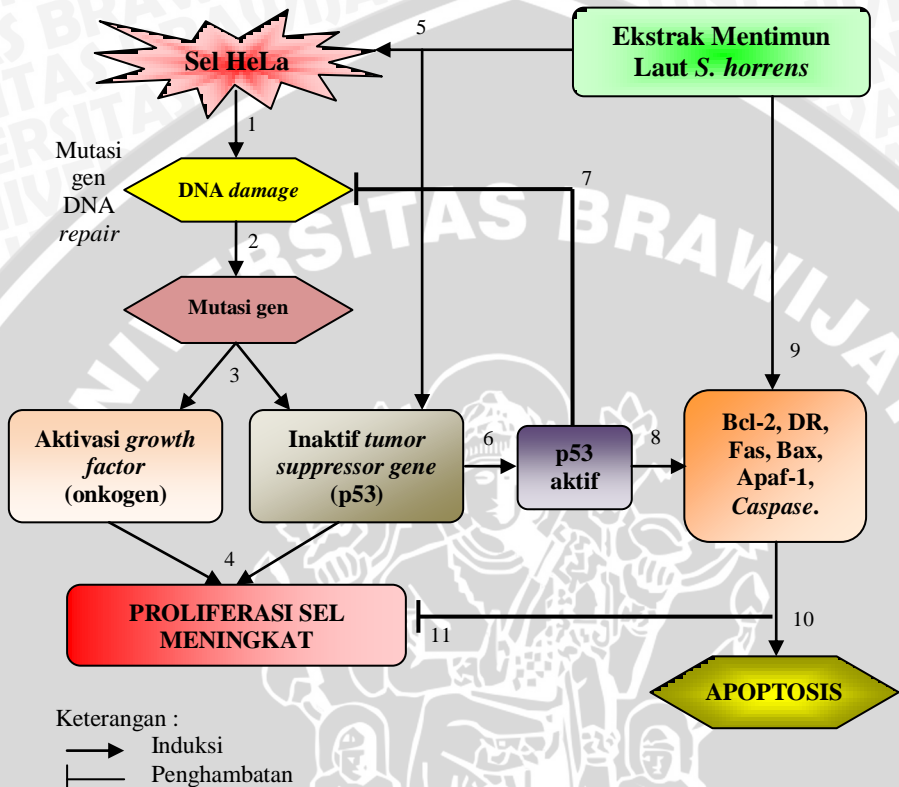 5
Sel HeLa
Ekstrak Mentimun
Laut S. horrens
1
Mutasi
gen
DNA
repair
DNA damage
7
2
Mutasi gen
9
3
Aktivasi growth
factor
(onkogen)
Inaktif tumor
suppressor gene
(p53)
6
p53
aktif
8
Bcl-2, DR,
Fas, Bax,
Apaf-1,
Caspase.
4
PROLIFERASI SEL
MENINGKAT
11
10
APOPTOSIS
Keterangan :
Induksi
Penghambatan
UNIVERSITAS BRAWIJAYA